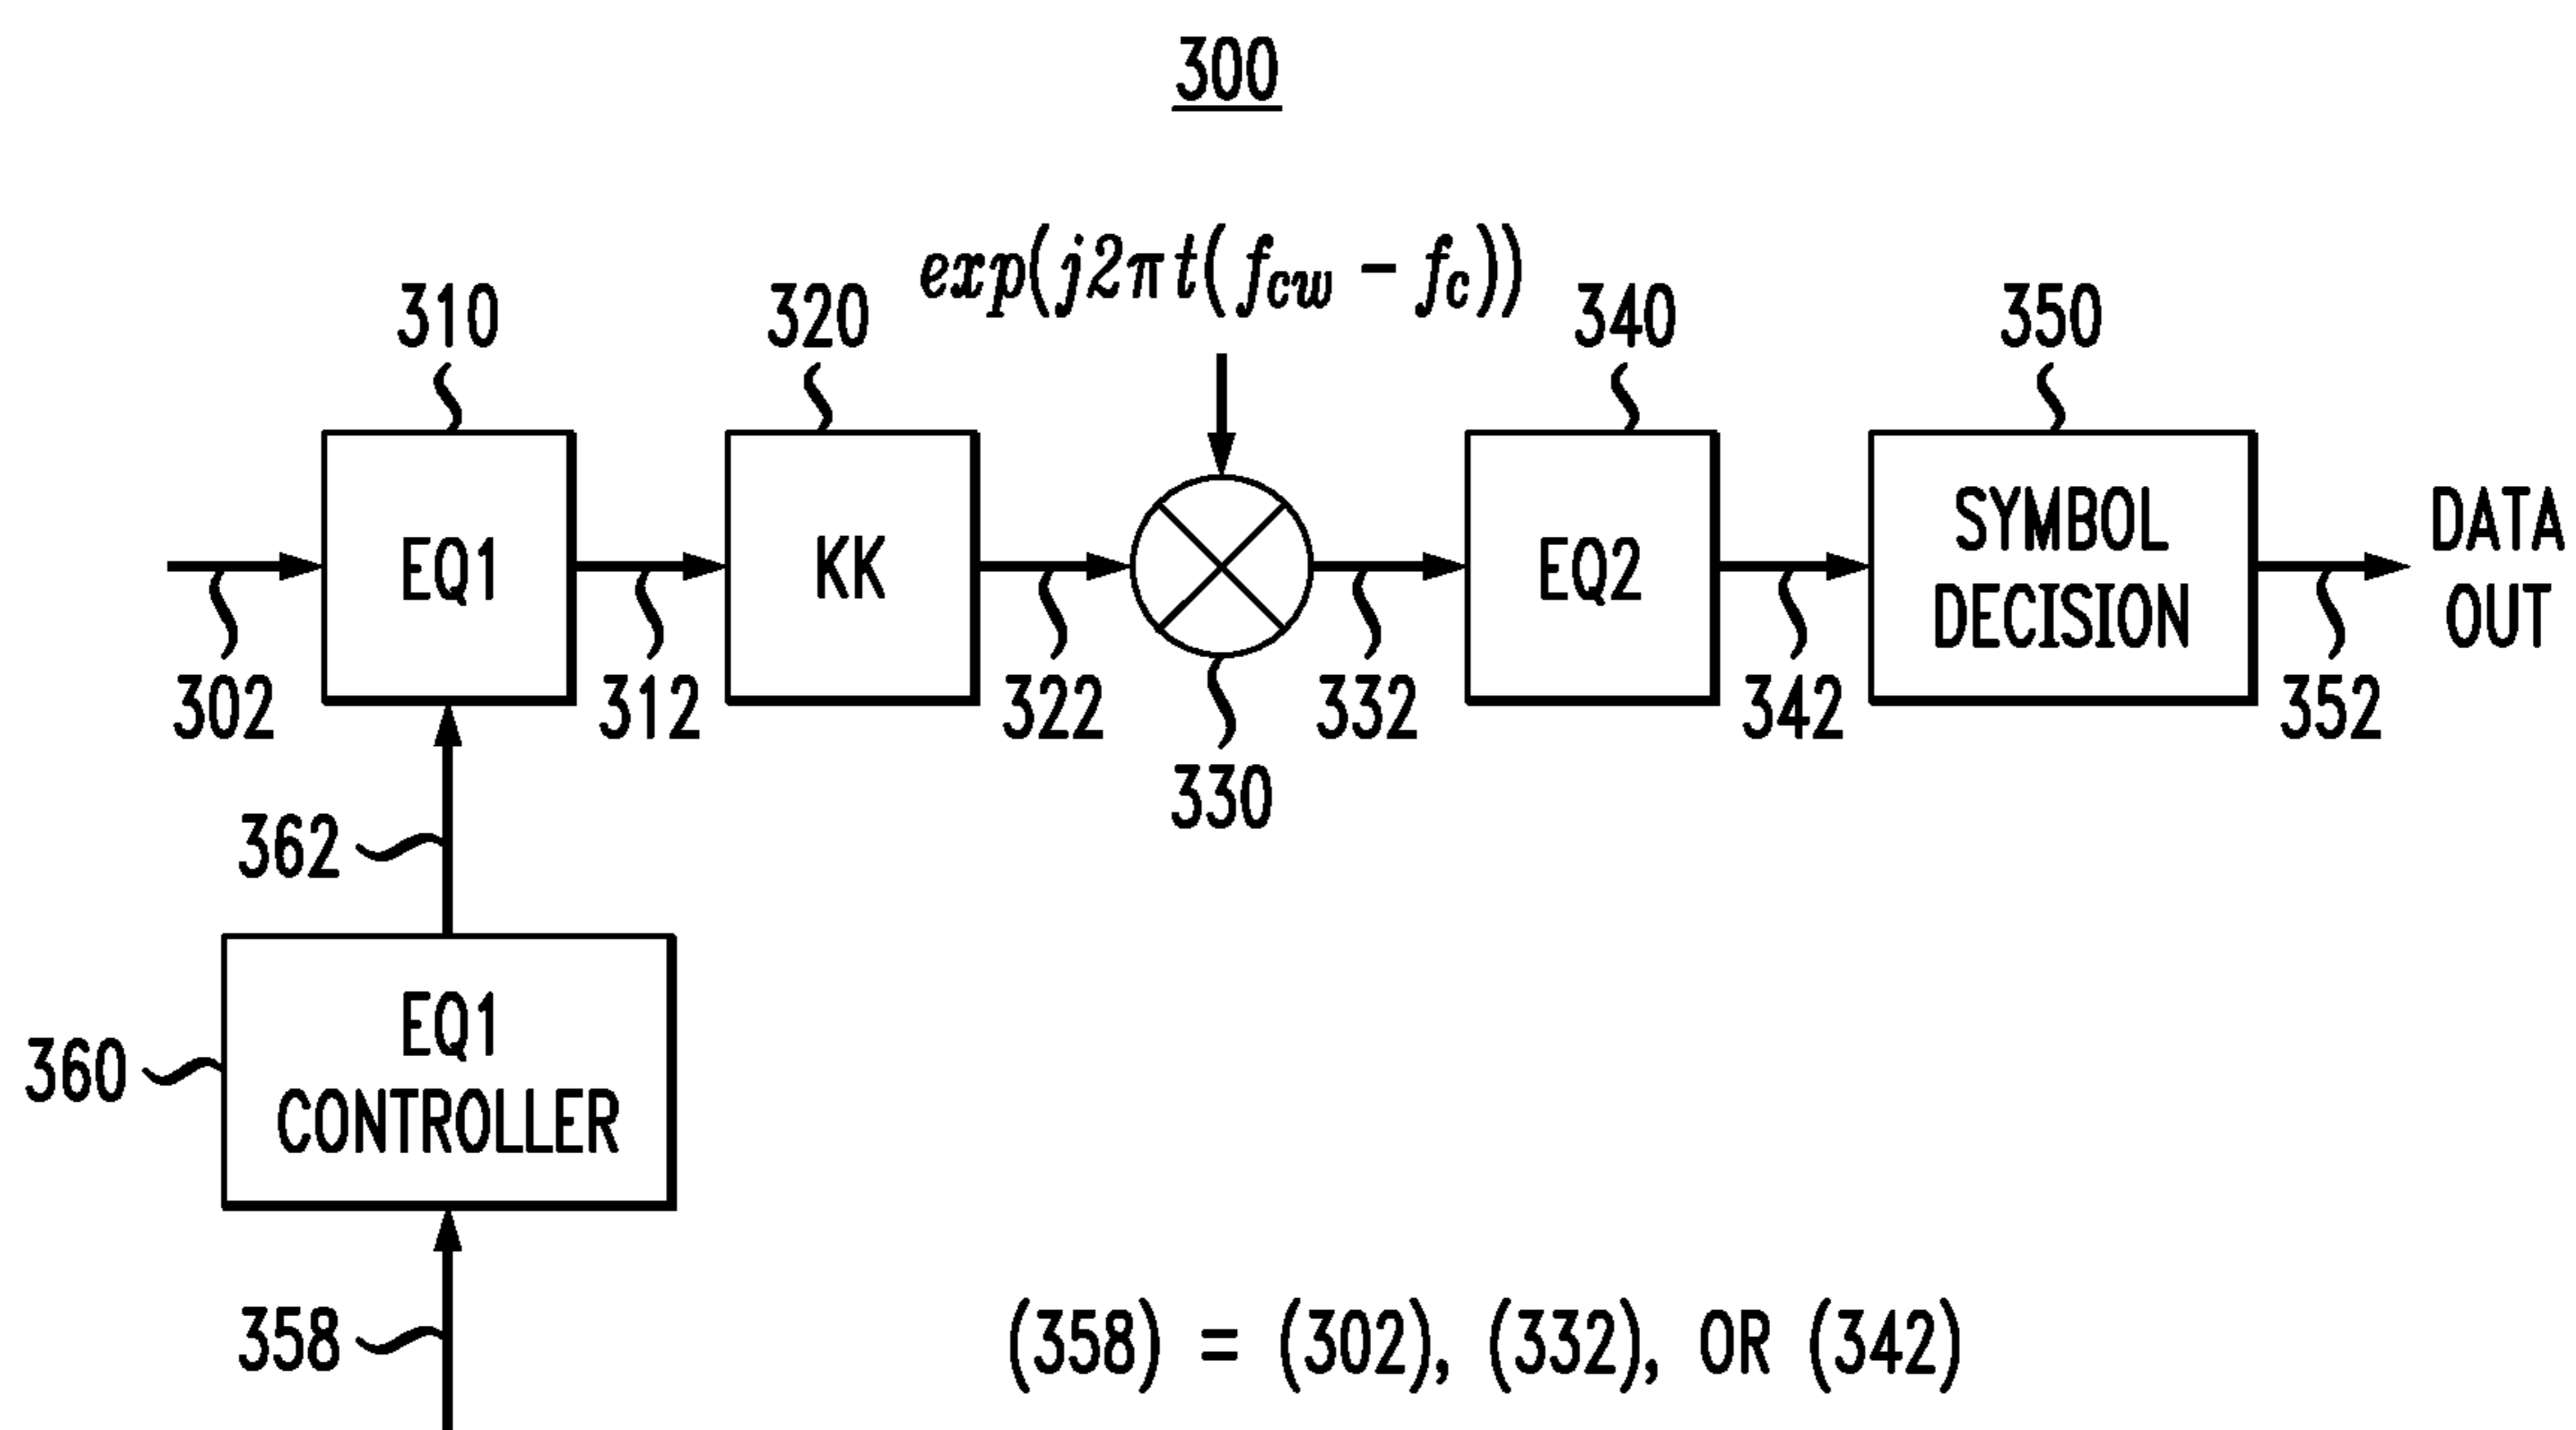 300
exp(j2πt(fcw − fc))
310
320
340
350
EQ1
KK
EQ2
SYMBOL
DECISION
DATA
OUT
302
312
322
332
342
352
330
362
EQ1
CONTROLLER
360
358
(358) = (302), (332), OR (342)